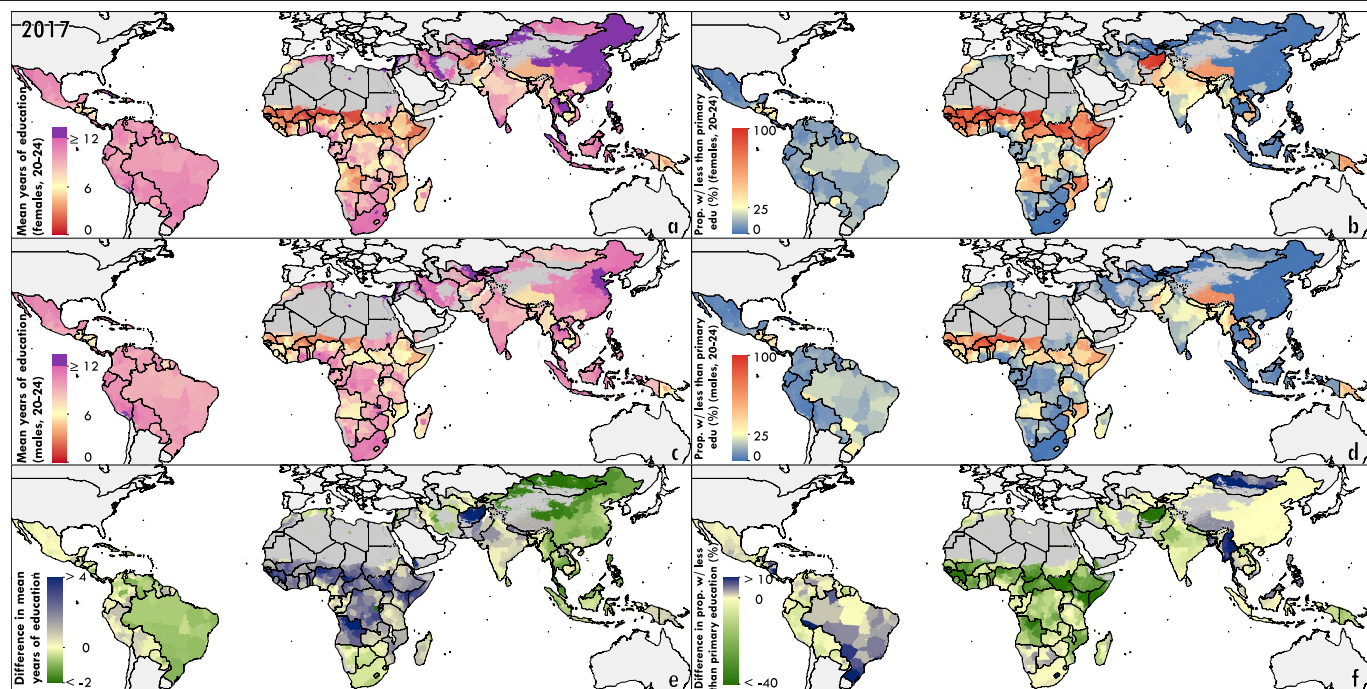 2017
Mean years of education
(females, 20–24)
≥ 12
6
0
a
Prop. w/ less than primary
edu (%) (females, 20–24)
100
25
0
b
Mean years of education
(males, 20–24)
≥ 12
6
0
c
Prop. w/ less than primary
edu (%) (males, 20–24)
100
25
0
d
Difference in mean
years of education
> 4
0
< -2
e
Difference in prop. w/ less
than primary education (%)
> 10
0
< -40
f